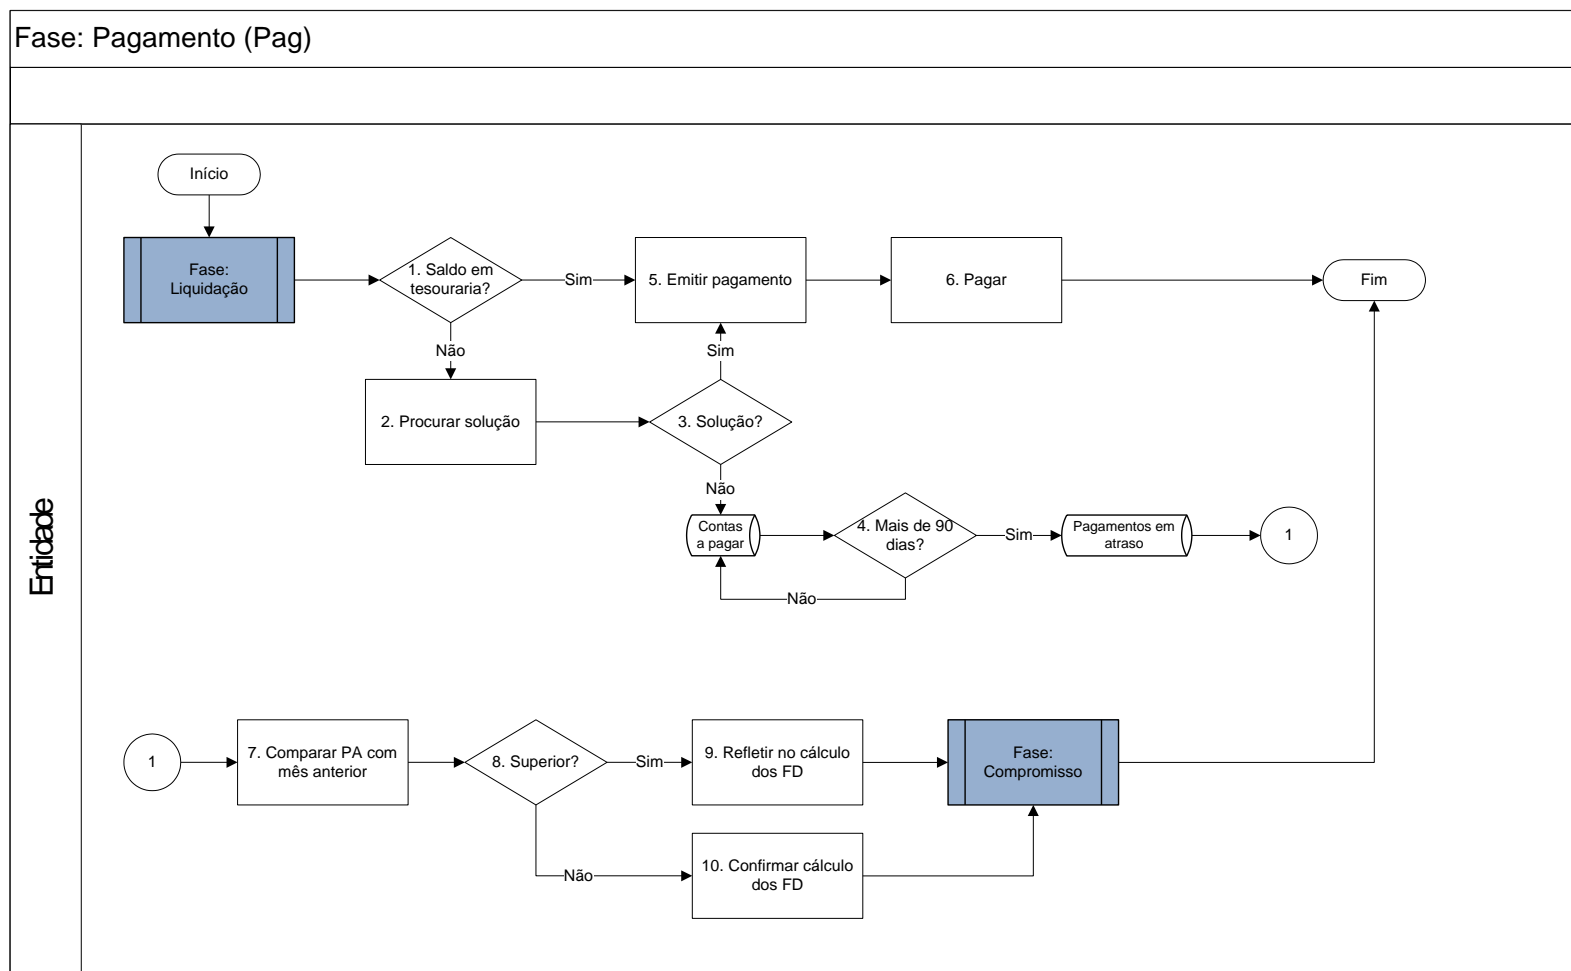 Fase: Pagamento (Pag)
Entidade
Início
Fase:
Liquidação
1. Saldo em
tesouraria?
Sim
5. Emitir pagamento
6. Pagar
Fim
Não
Sim
2. Procurar solução
3. Solução?
Não
Contas
a pagar
4. Mais de 90
dias?
Sim
Pagamentos em
atraso
1
Não
1
7. Comparar PA com
mês anterior
8. Superior?
Sim
9. Refletir no cálculo
dos FD
Fase:
Compromisso
Não
10. Confirmar cálculo
dos FD